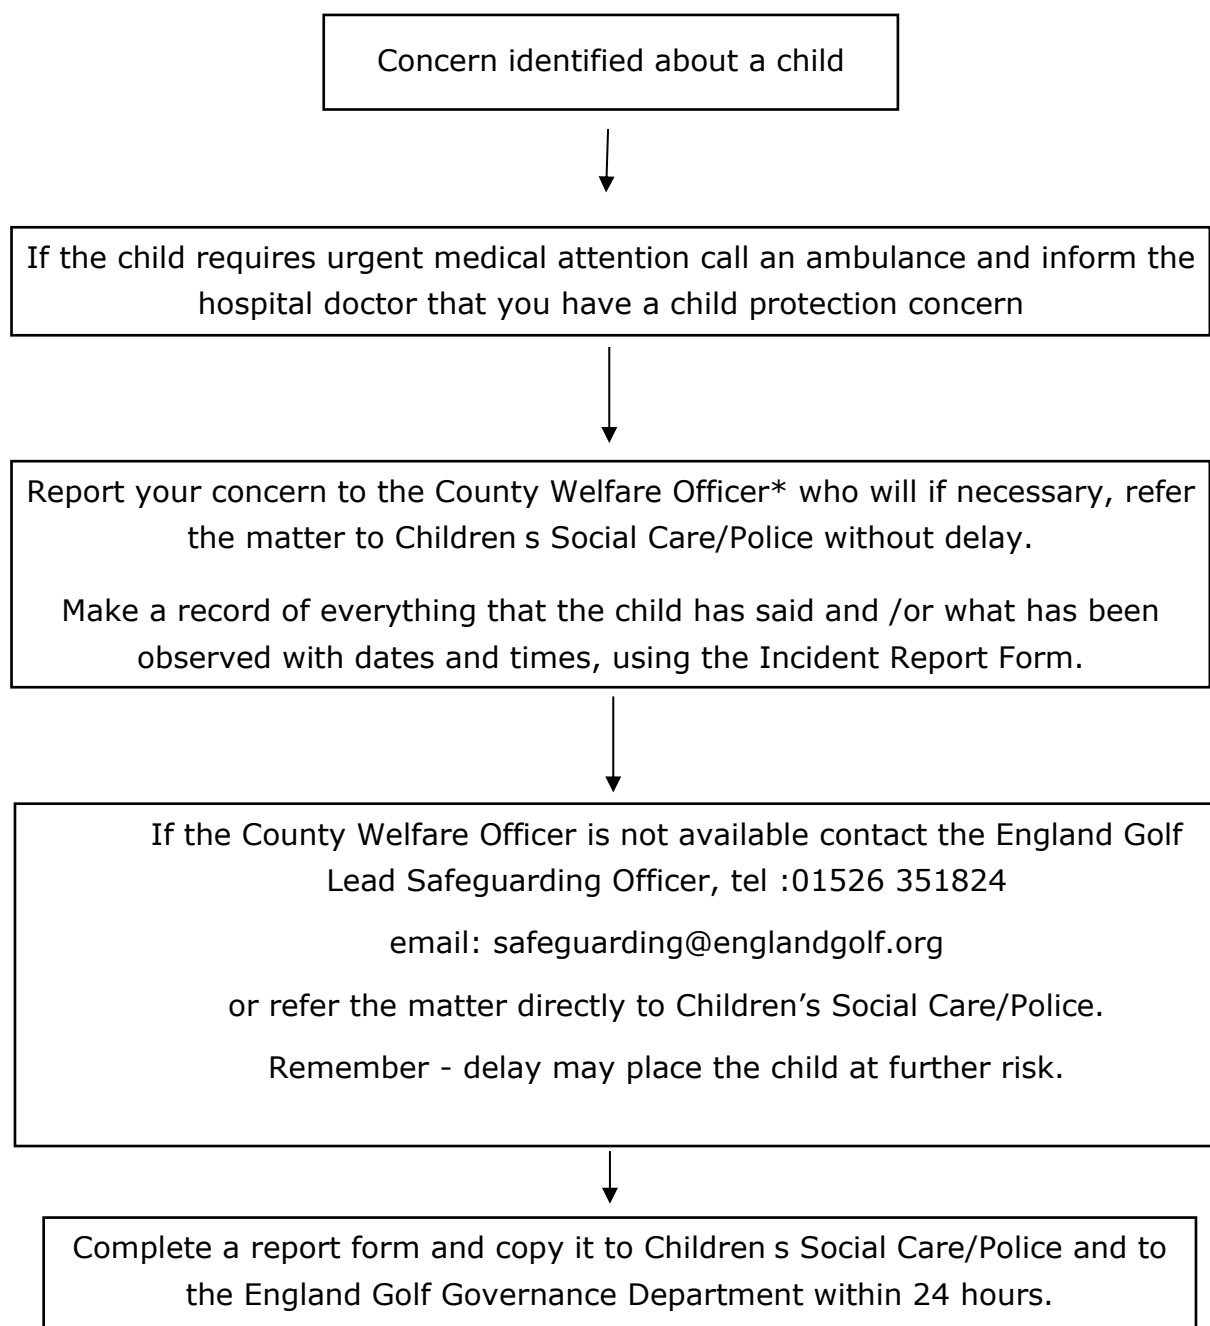 Concern identified about a child
If the child requires urgent medical attention call an ambulance and inform the
hospital doctor that you have a child protection concern
Report your concern to the County Welfare Officer* who will if necessary, refer
the matter to Children s Social Care/Police without delay.
Make a record of everything that the child has said and /or what has been
observed with dates and times, using the Incident Report Form.
If the County Welfare Officer is not available contact the England Golf
Lead Safeguarding Officer, tel :01526 351824
email: safeguarding@englandgolf.org
or refer the matter directly to Children’s Social Care/Police.
Remember - delay may place the child at further risk.
Complete a report form and copy it to Children s Social Care/Police and to
the England Golf Governance Department within 24 hours.